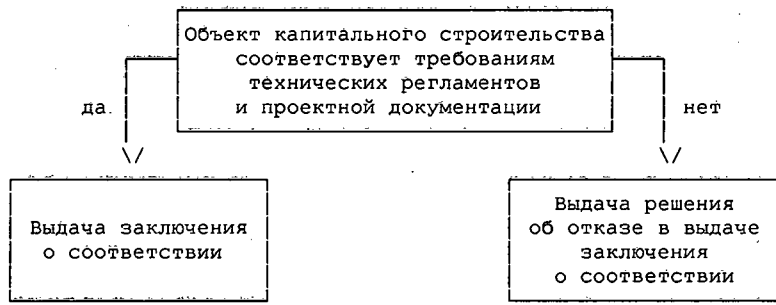 Объект капитального строительства
соответствует требованиям
технических регламентов
и проектной документации
да
нет
Выдача заключения
о соответствии
Выдача решения
об отказе в выдаче
заключения
о соответствии